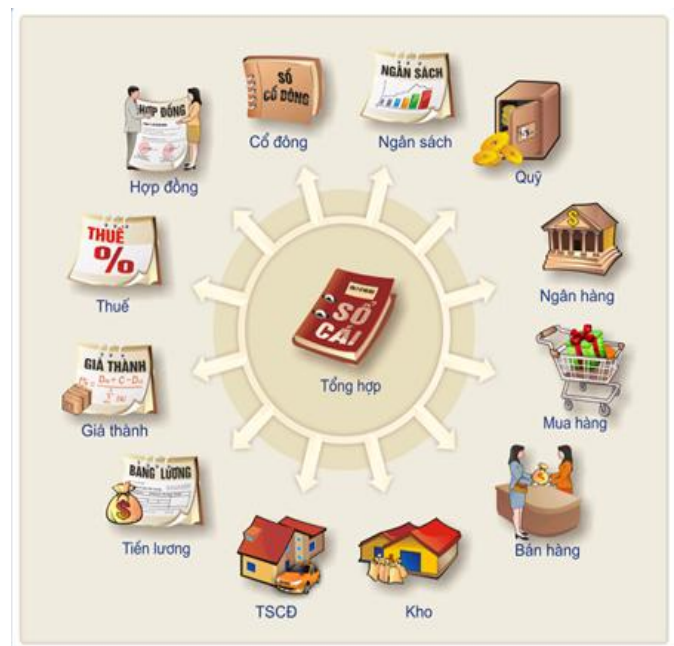 SỔ
CỔ ĐÔNG
Cổ đông
NGÂN SÁCH
Ngân sách
HỢP ĐỒNG
Hợp đồng
Quỹ
THUẾ
%
Thuế
$
Ngân hàng
SỔ
CÁI
Tổng hợp
GIÁ THÀNH
Giá thành
Mua hàng
BẢNG LƯƠNG
$
Tiền lương
$
Bán hàng
TSCĐ
Kho